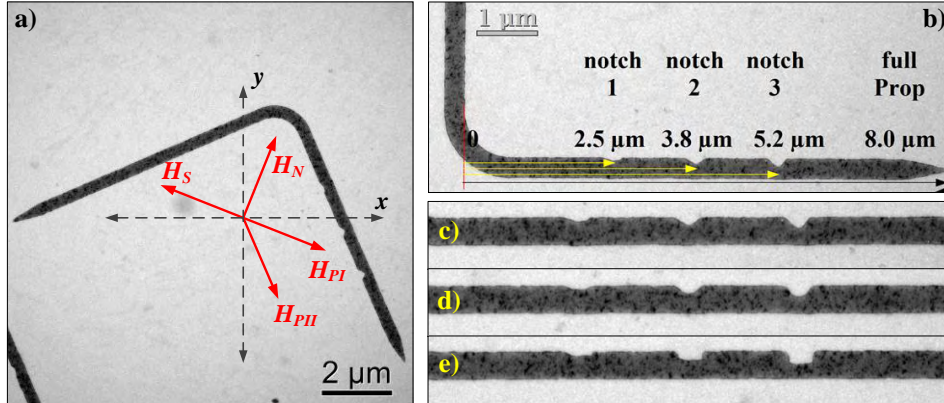 a)
y
x
H_N
H_S
H_PI
H_PII
2 µm
b)
1 µm
notch notch notch full
1 2 3 Prop
0 2.5 µm 3.8 µm 5.2 µm 8.0 µm
c)
d)
e)